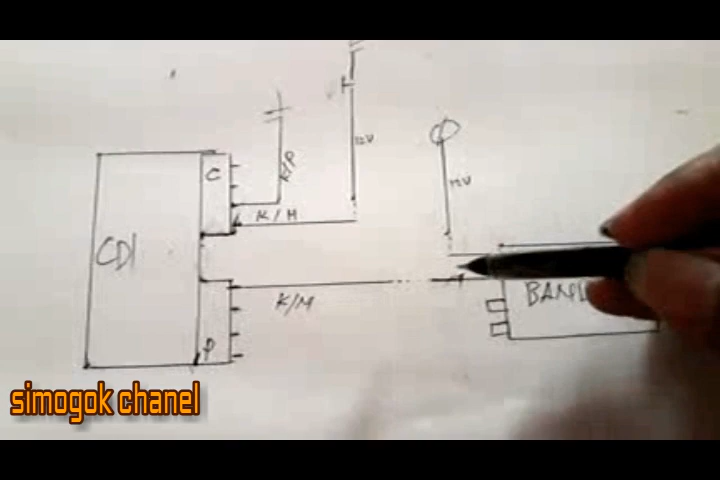 C
K/P
12V
K/M
12V
CDI
K/M
P
simogok chanel